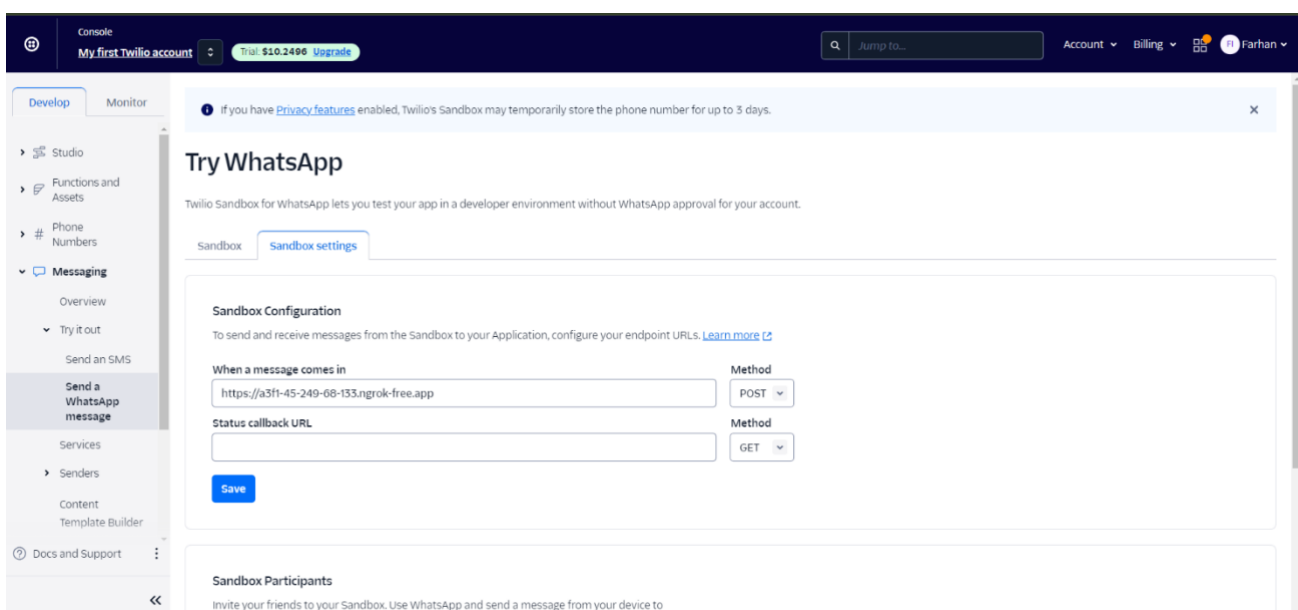 Console
My first Twilio account
Trial: $10.2496 Upgrade
Jump to...
Account
Billing
FI
Farhan
Develop
Monitor
If you have Privacy features enabled, Twilio's Sandbox may temporarily store the phone number for up to 3 days.
Studio
Functions and
Assets
Phone
Numbers
Messaging
Overview
Try it out
Send an SMS
Send a
WhatsApp
message
Services
Senders
Content
Template Builder
Docs and Support
Try WhatsApp
Twilio Sandbox for WhatsApp lets you test your app in a developer environment without WhatsApp approval for your account.
Sandbox
Sandbox settings
Sandbox Configuration
To send and receive messages from the Sandbox to your Application, configure your endpoint URLs. Learn more
When a message comes in
Method
https://a3f1-45-249-68-133.ngrok-free.app
POST
Status callback URL
Method
GET
Save
Sandbox Participants
Invite your friends to your Sandbox. Use WhatsApp and send a message from your device to